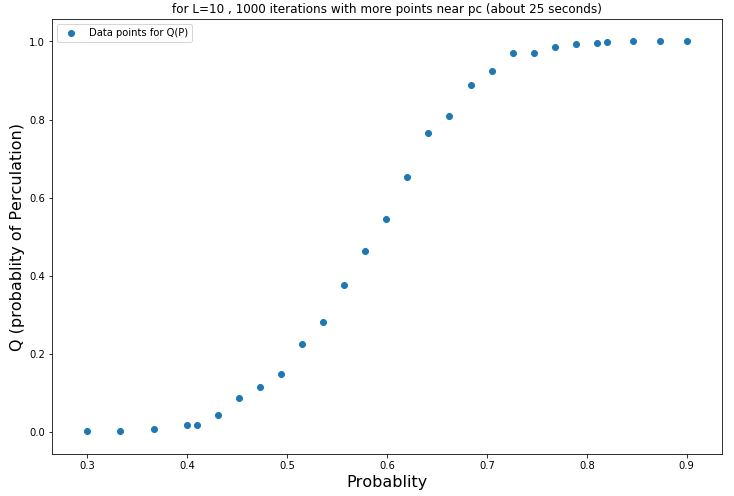 for L=10 , 1000 iterations with more points near pc (about 25 seconds)
Data points for Q(P)
Q (probablity of Perculation)
1.0
0.8
0.6
0.4
0.2
0.0
0.3 0.4 0.5 0.6 0.7 0.8 0.9
Probablity